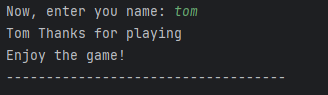 Now, enter you name: tom
Tom Thanks for playing
Enjoy the game!
-----------------------------------